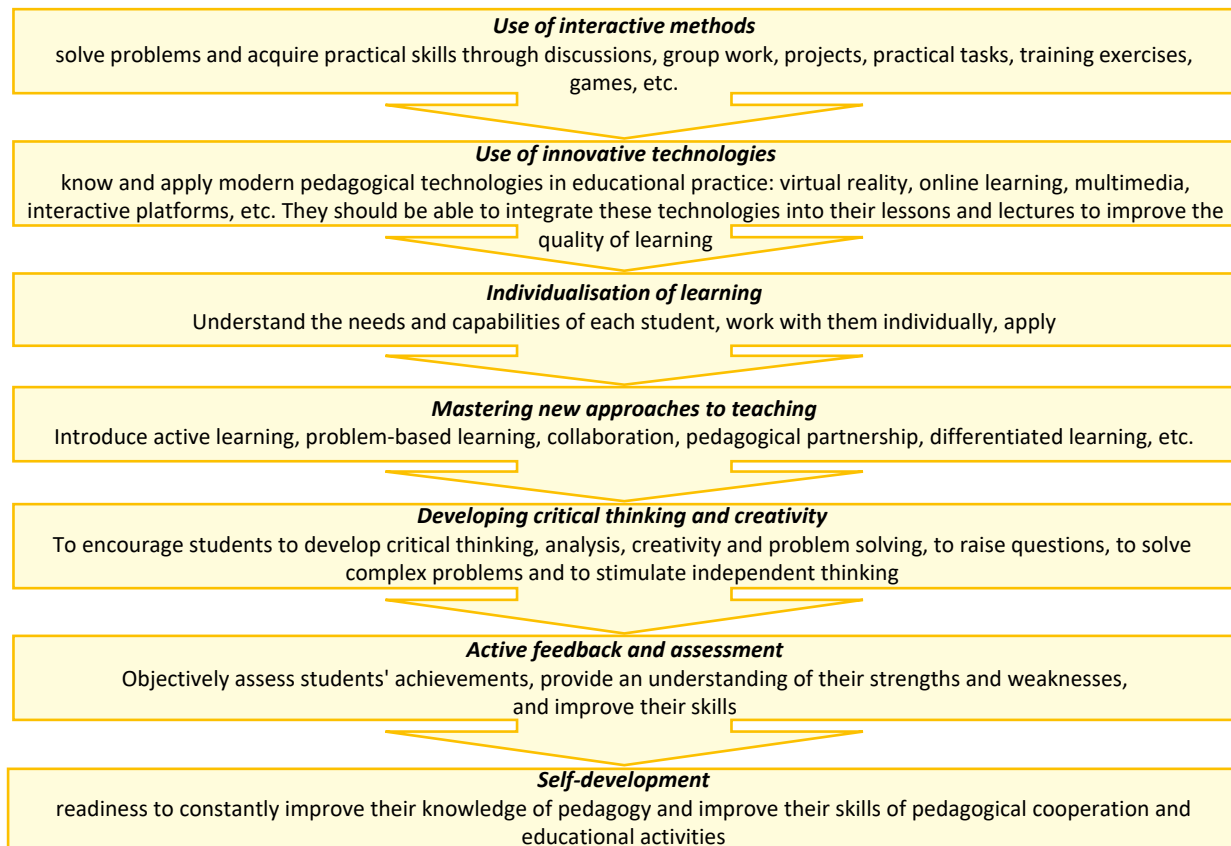 Use of interactive methods
solve problems and acquire practical skills through discussions, group work, projects, practical tasks, training exercises,
games, etc.
Use of innovative technologies
know and apply modern pedagogical technologies in educational practice: virtual reality, online learning, multimedia,
interactive platforms, etc. They should be able to integrate these technologies into their lessons and lectures to improve the
quality of learning
Individualisation of learning
Understand the needs and capabilities of each student, work with them individually, apply
Mastering new approaches to teaching
Introduce active learning, problem-based learning, collaboration, pedagogical partnership, differentiated learning, etc.
Developing critical thinking and creativity
To encourage students to develop critical thinking, analysis, creativity and problem solving, to raise questions, to solve
complex problems and to stimulate independent thinking
Active feedback and assessment
Objectively assess students' achievements, provide an understanding of their strengths and weaknesses,
and improve their skills
Self-development
readiness to constantly improve their knowledge of pedagogy and improve their skills of pedagogical cooperation and
educational activities